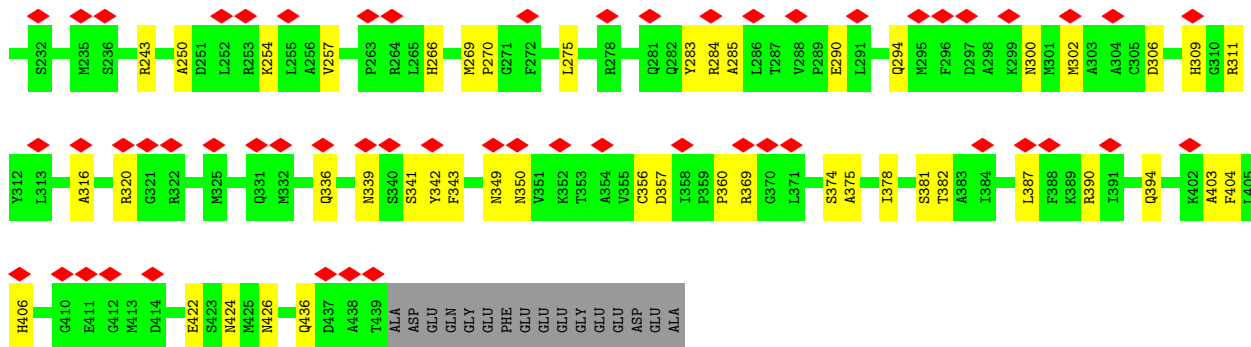 S232 M235 S236 R243 A250 D251 L252 R253 K254 L255 A256 V257 P263 R264 L265 H266 M269 P270 G271 F272 L275 R278 Q281 Q282 Y283 R284 A285 L286 T287 V288 P289 E290 L291 Q294 M295 F296 D297 A298 K299 N300 M301 M302 A303 A304 C305 D306 H309 G310 R311
Y312 L313 A316 R320 G321 R322 M325 Q331 M332 Q336 N339 S340 S341 Y342 F343 N349 N350 V351 K352 T353 A354 V355 C356 D357 I358 P359 P360 R369 G370 L371 S374 A375 I378 S381 T382 A383 I384 L387 F388 K389 R390 I391 Q394 K402 A403 F404 L405
H406 G410 E411 G412 M413 D414 E422 S423 N424 M425 N426 Q436 D437 A438 T439 ALA ASP GLU GLN GLY GLU PHE GLU GLU GLU GLY GLU GLU ASP GLU ALA